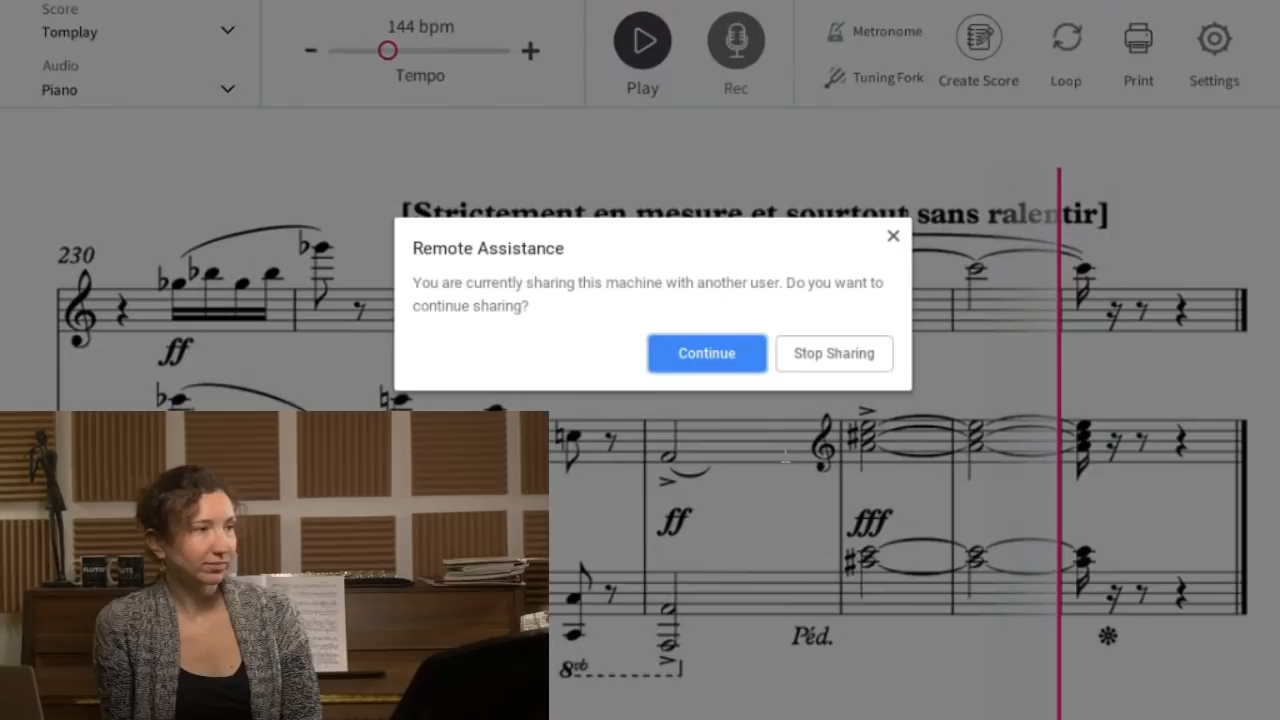 Score
Tomplay
Audio
Piano
144 bpm
Tempo
Play
Rec
Metronome
Tuning Fork
Create Score
Loop
Print
Settings
[Strictement en mesure et sourtout sans ralentir]
230
Remote Assistance
You are currently sharing this machine with another user. Do you want to
continue sharing?
Continue
Stop Sharing
ff
ff
fff
Péd.
8vb